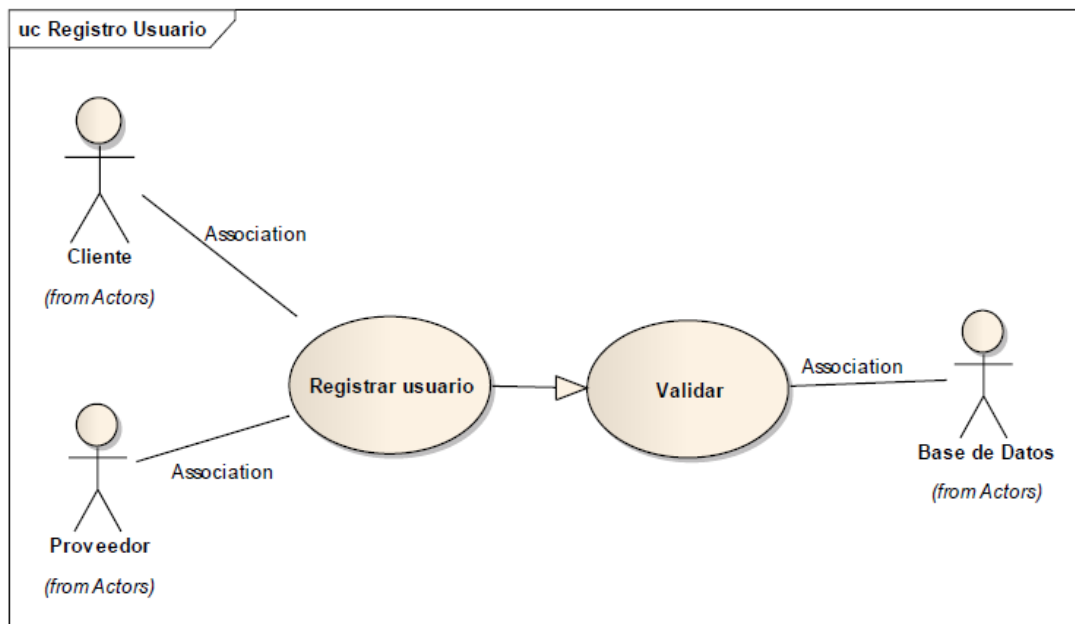 uc Registro Usuario
Cliente
(from Actors)
Association
Registrar usuario
Validar
Association
Base de Datos
(from Actors)
Association
Proveedor
(from Actors)